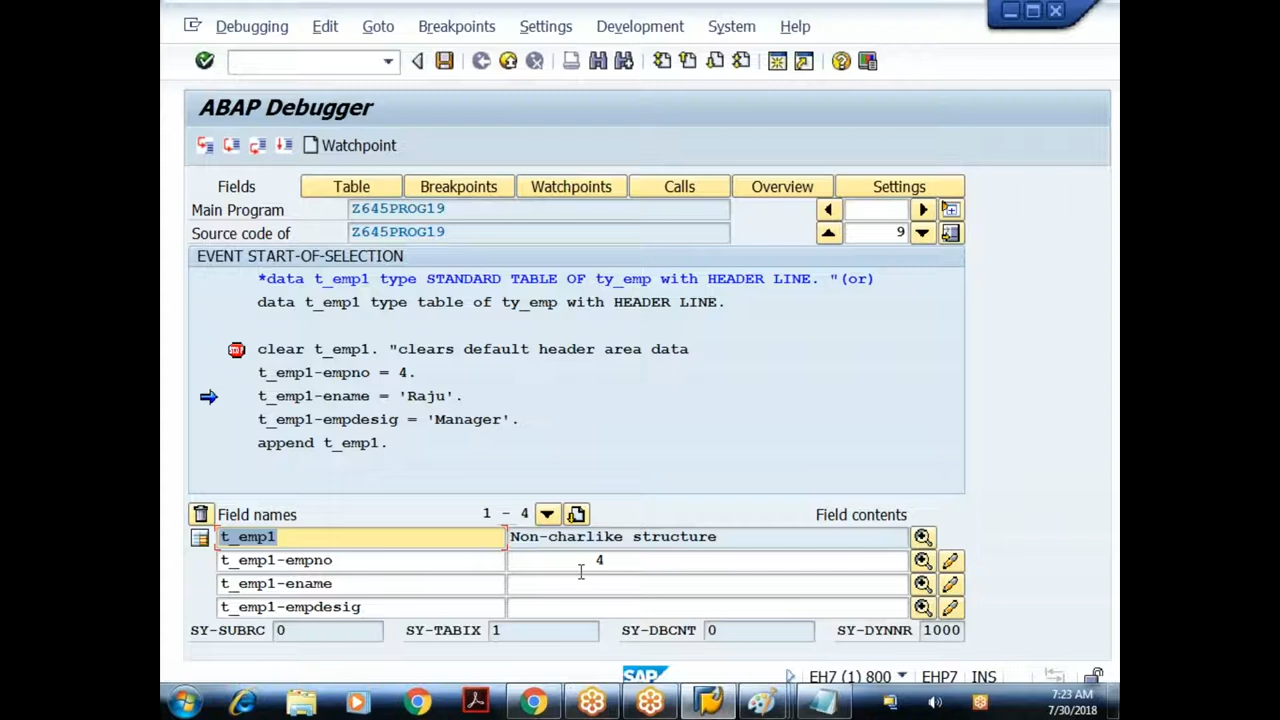 Debugging Edit Goto Breakpoints Settings Development System Help
ABAP Debugger
Watchpoint
Fields Table Breakpoints Watchpoints Calls Overview Settings
Main Program Z645PROG19
Source code of Z645PROG19 9
EVENT START-OF-SELECTION
*data t_emp1 type STANDARD TABLE OF ty_emp with HEADER LINE. "(or)
data t_emp1 type table of ty_emp with HEADER LINE.
STOP clear t_emp1. "clears default header area data
t_emp1-empno = 4.
t_emp1-ename = 'Raju'.
t_emp1-empdesig = 'Manager'.
append t_emp1.
Field names 1 - 4 Field contents
t_emp1 Non-charlike structure
t_emp1-empno 4
t_emp1-ename
t_emp1-empdesig
SY-SUBRC 0 SY-TABIX 1 SY-DBCNT 0 SY-DYNNR 1000
SAP EH7 (1) 800 EHP7 INS
7:23 AM
7/30/2018